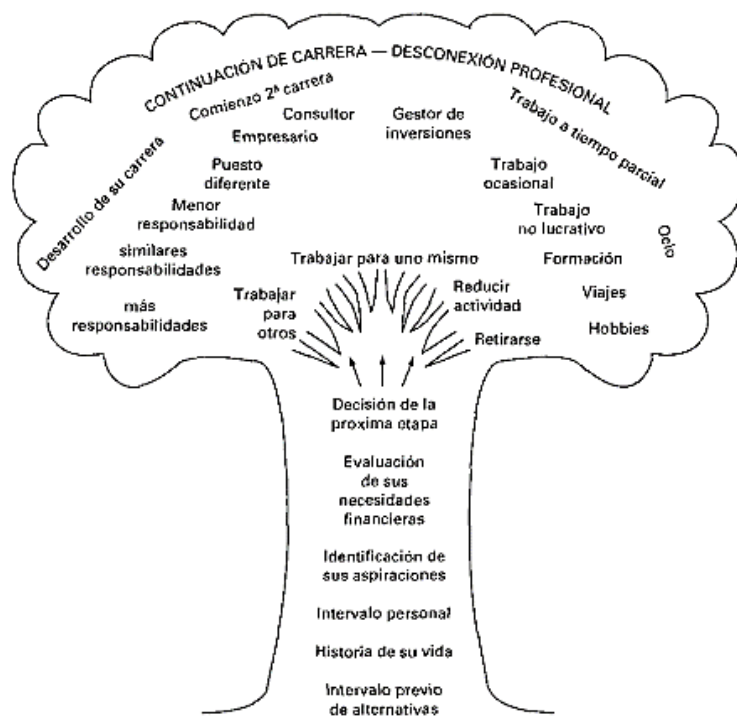 CONTINUACIÓN DE CARRERA — DESCONEXIÓN PROFESIONAL
Desarrollo de su carrera
Comienzo 2ª carrera
Consultor
Empresario
Puesto
diferente
Menor
responsabilidad
similares
responsabilidades
más
responsabilidades
Gestor de
inversiones
Trabajo a tiempo parcial
Trabajo
ocasional
Trabajo
no lucrativo
Ocio
Formación
Viajes
Hobbies
Trabajar para uno mismo
Trabajar
para
otros
Reducir
actividad
Retirarse
Decisión de la
proxima etapa
Evaluación
de sus
necesidades
financieras
Identificación de
sus aspiraciones
Intervalo personal
Historia de su vida
Intervalo previo
de alternativas